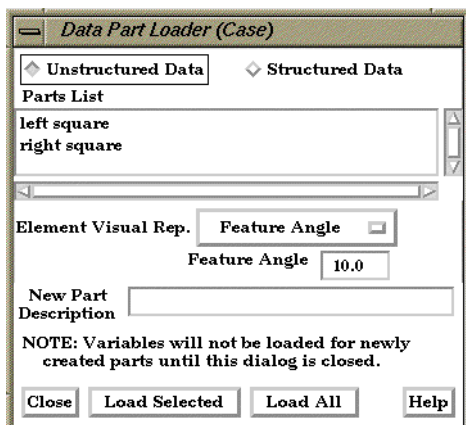 Data Part Loader (Case)
Unstructured Data Structured Data
Parts List
left square
right square
Element Visual Rep. Feature Angle
Feature Angle 10.0
New Part
Description
NOTE: Variables will not be loaded for newly
created parts until this dialog is closed.
Close Load Selected Load All Help